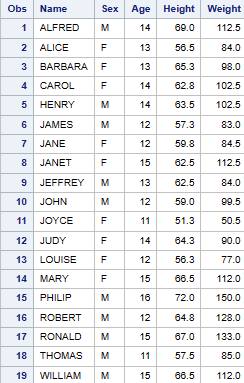 Obs Name Sex Age Height Weight
1 ALFRED M 14 69.0 112.5
2 ALICE F 13 56.5 84.0
3 BARBARA F 13 65.3 98.0
4 CAROL F 14 62.8 102.5
5 HENRY M 14 63.5 102.5
6 JAMES M 12 57.3 83.0
7 JANE F 12 59.8 84.5
8 JANET F 15 62.5 112.5
9 JEFFREY M 13 62.5 84.0
10 JOHN M 12 59.0 99.5
11 JOYCE F 11 51.3 50.5
12 JUDY F 14 64.3 90.0
13 LOUISE F 12 56.3 77.0
14 MARY F 15 66.5 112.0
15 PHILIP M 16 72.0 150.0
16 ROBERT M 12 64.8 128.0
17 RONALD M 15 67.0 133.0
18 THOMAS M 11 57.5 85.0
19 WILLIAM M 15 66.5 112.0